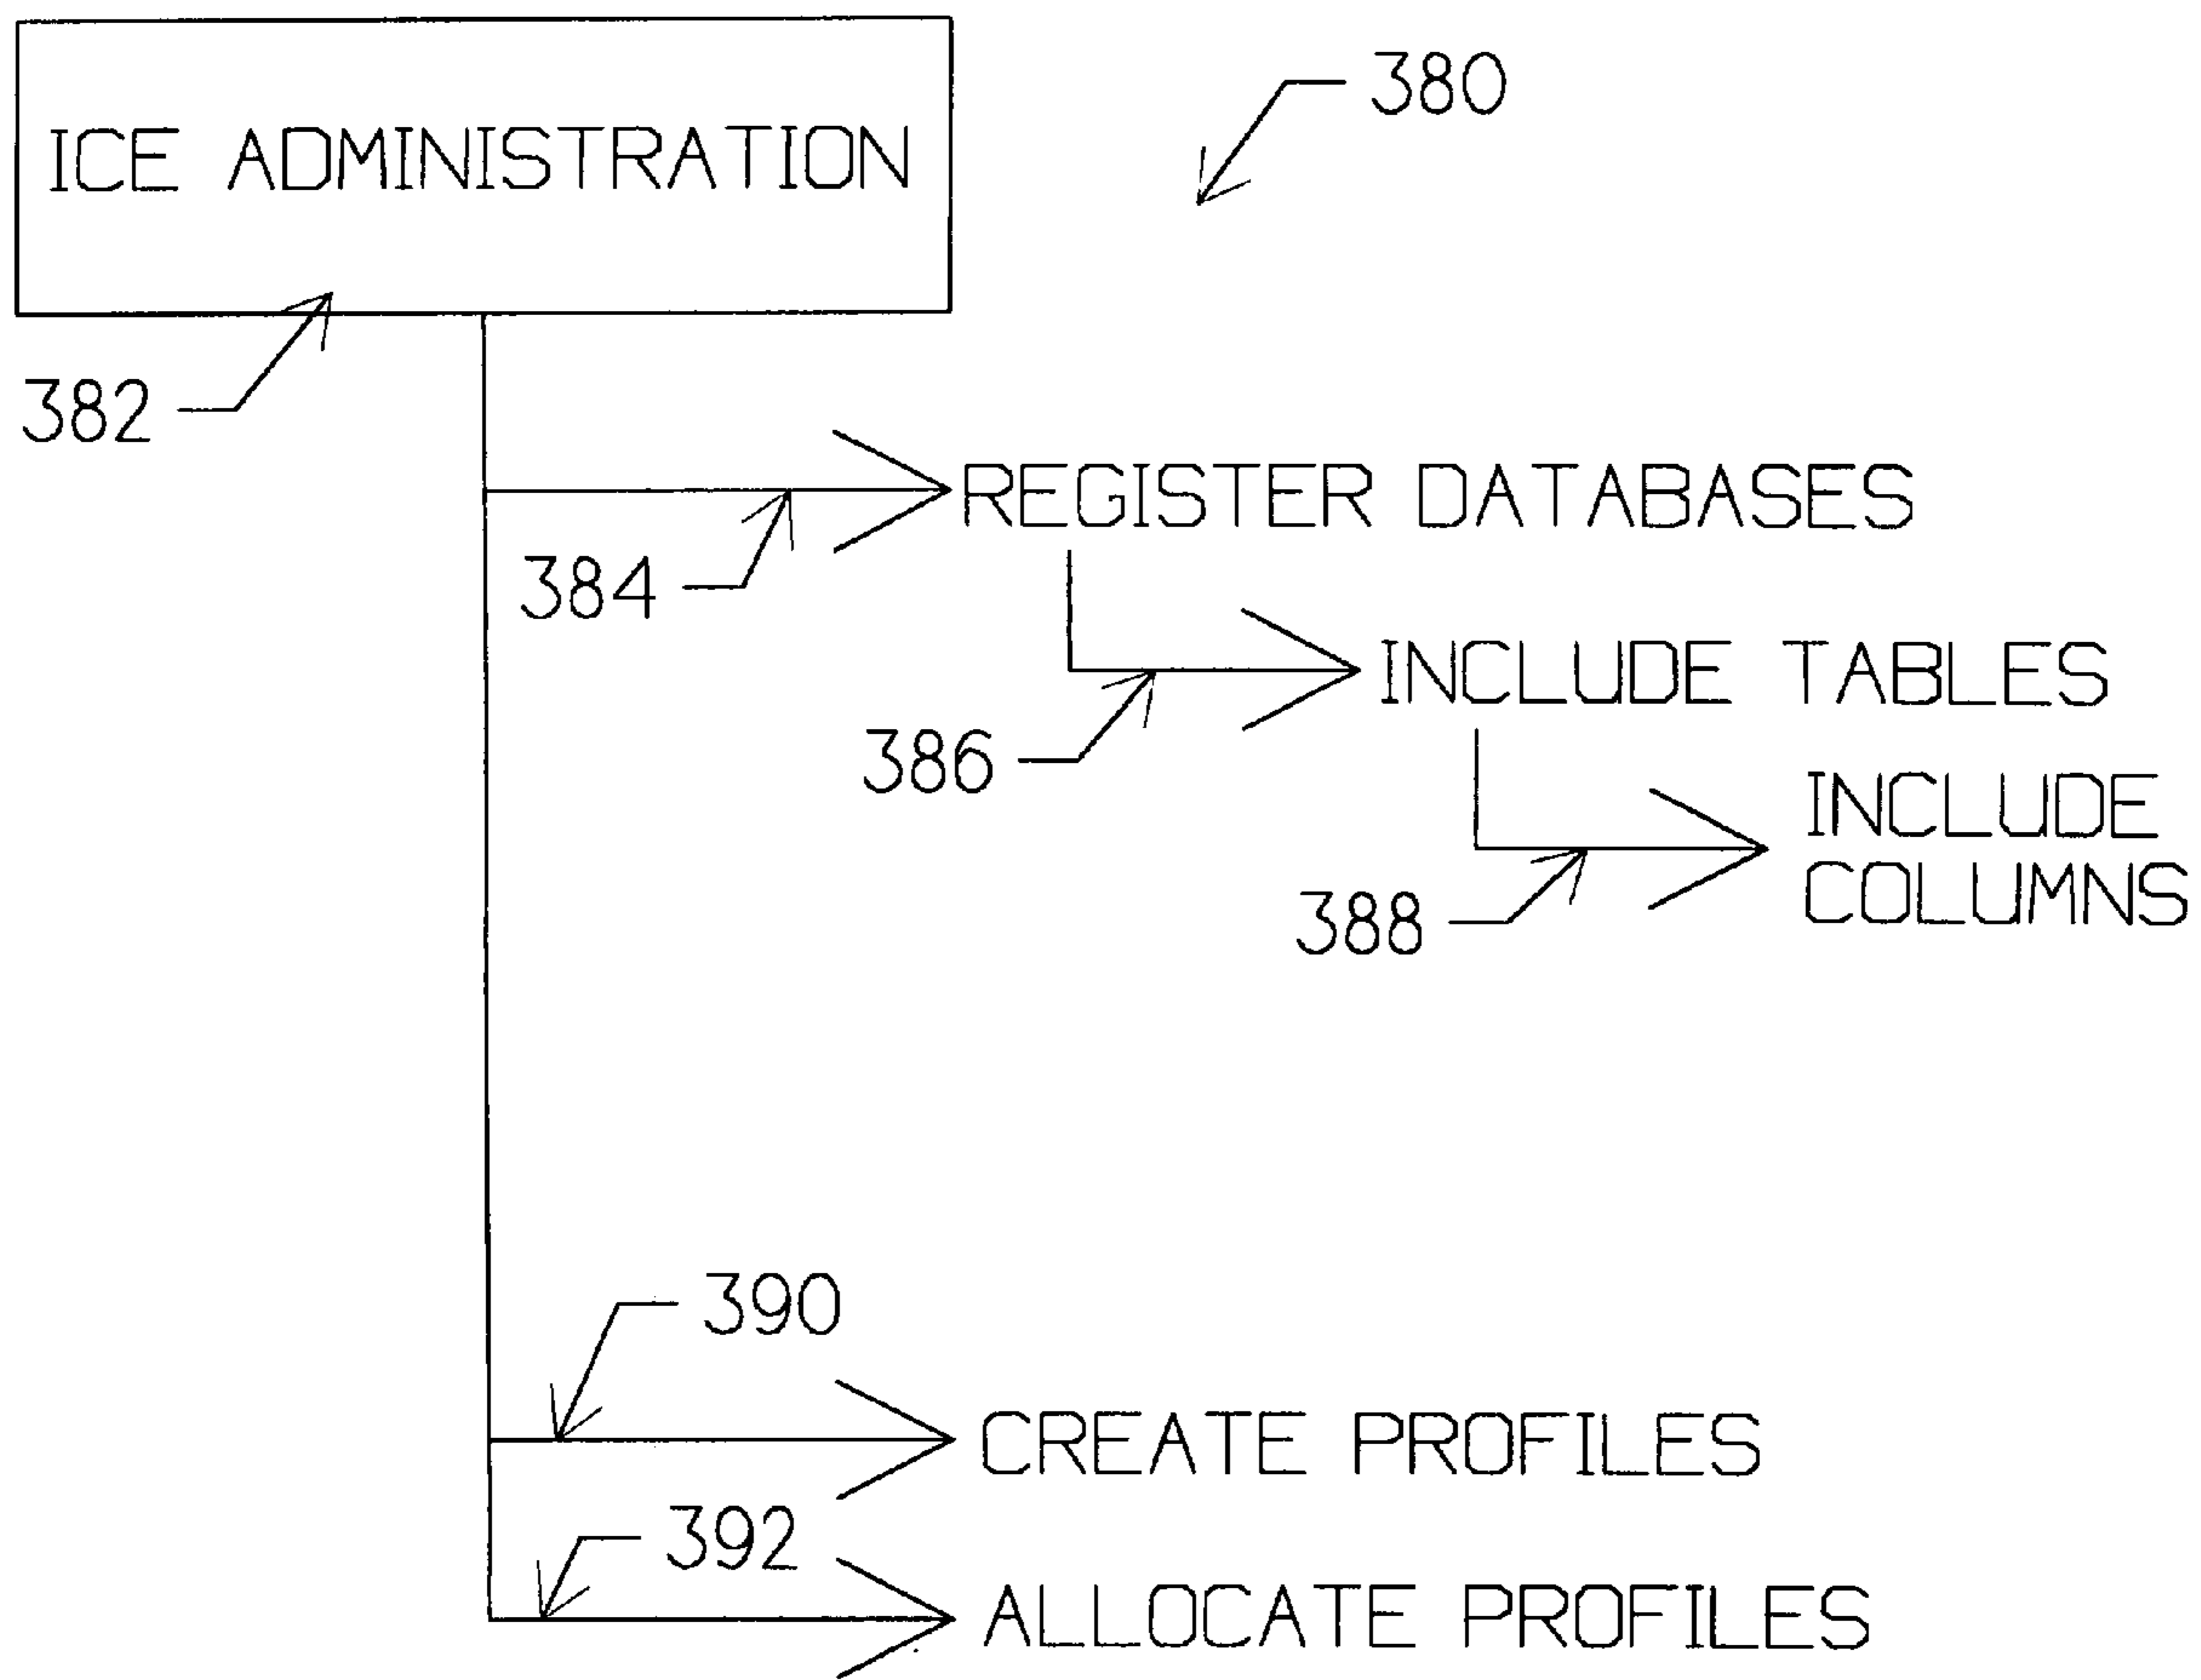 ICE ADMINISTRATION
380
382
REGISTER DATABASES
384
INCLUDE TABLES
386
INCLUDE
COLUMNS
388
390
CREATE PROFILES
392
ALLOCATE PROFILES